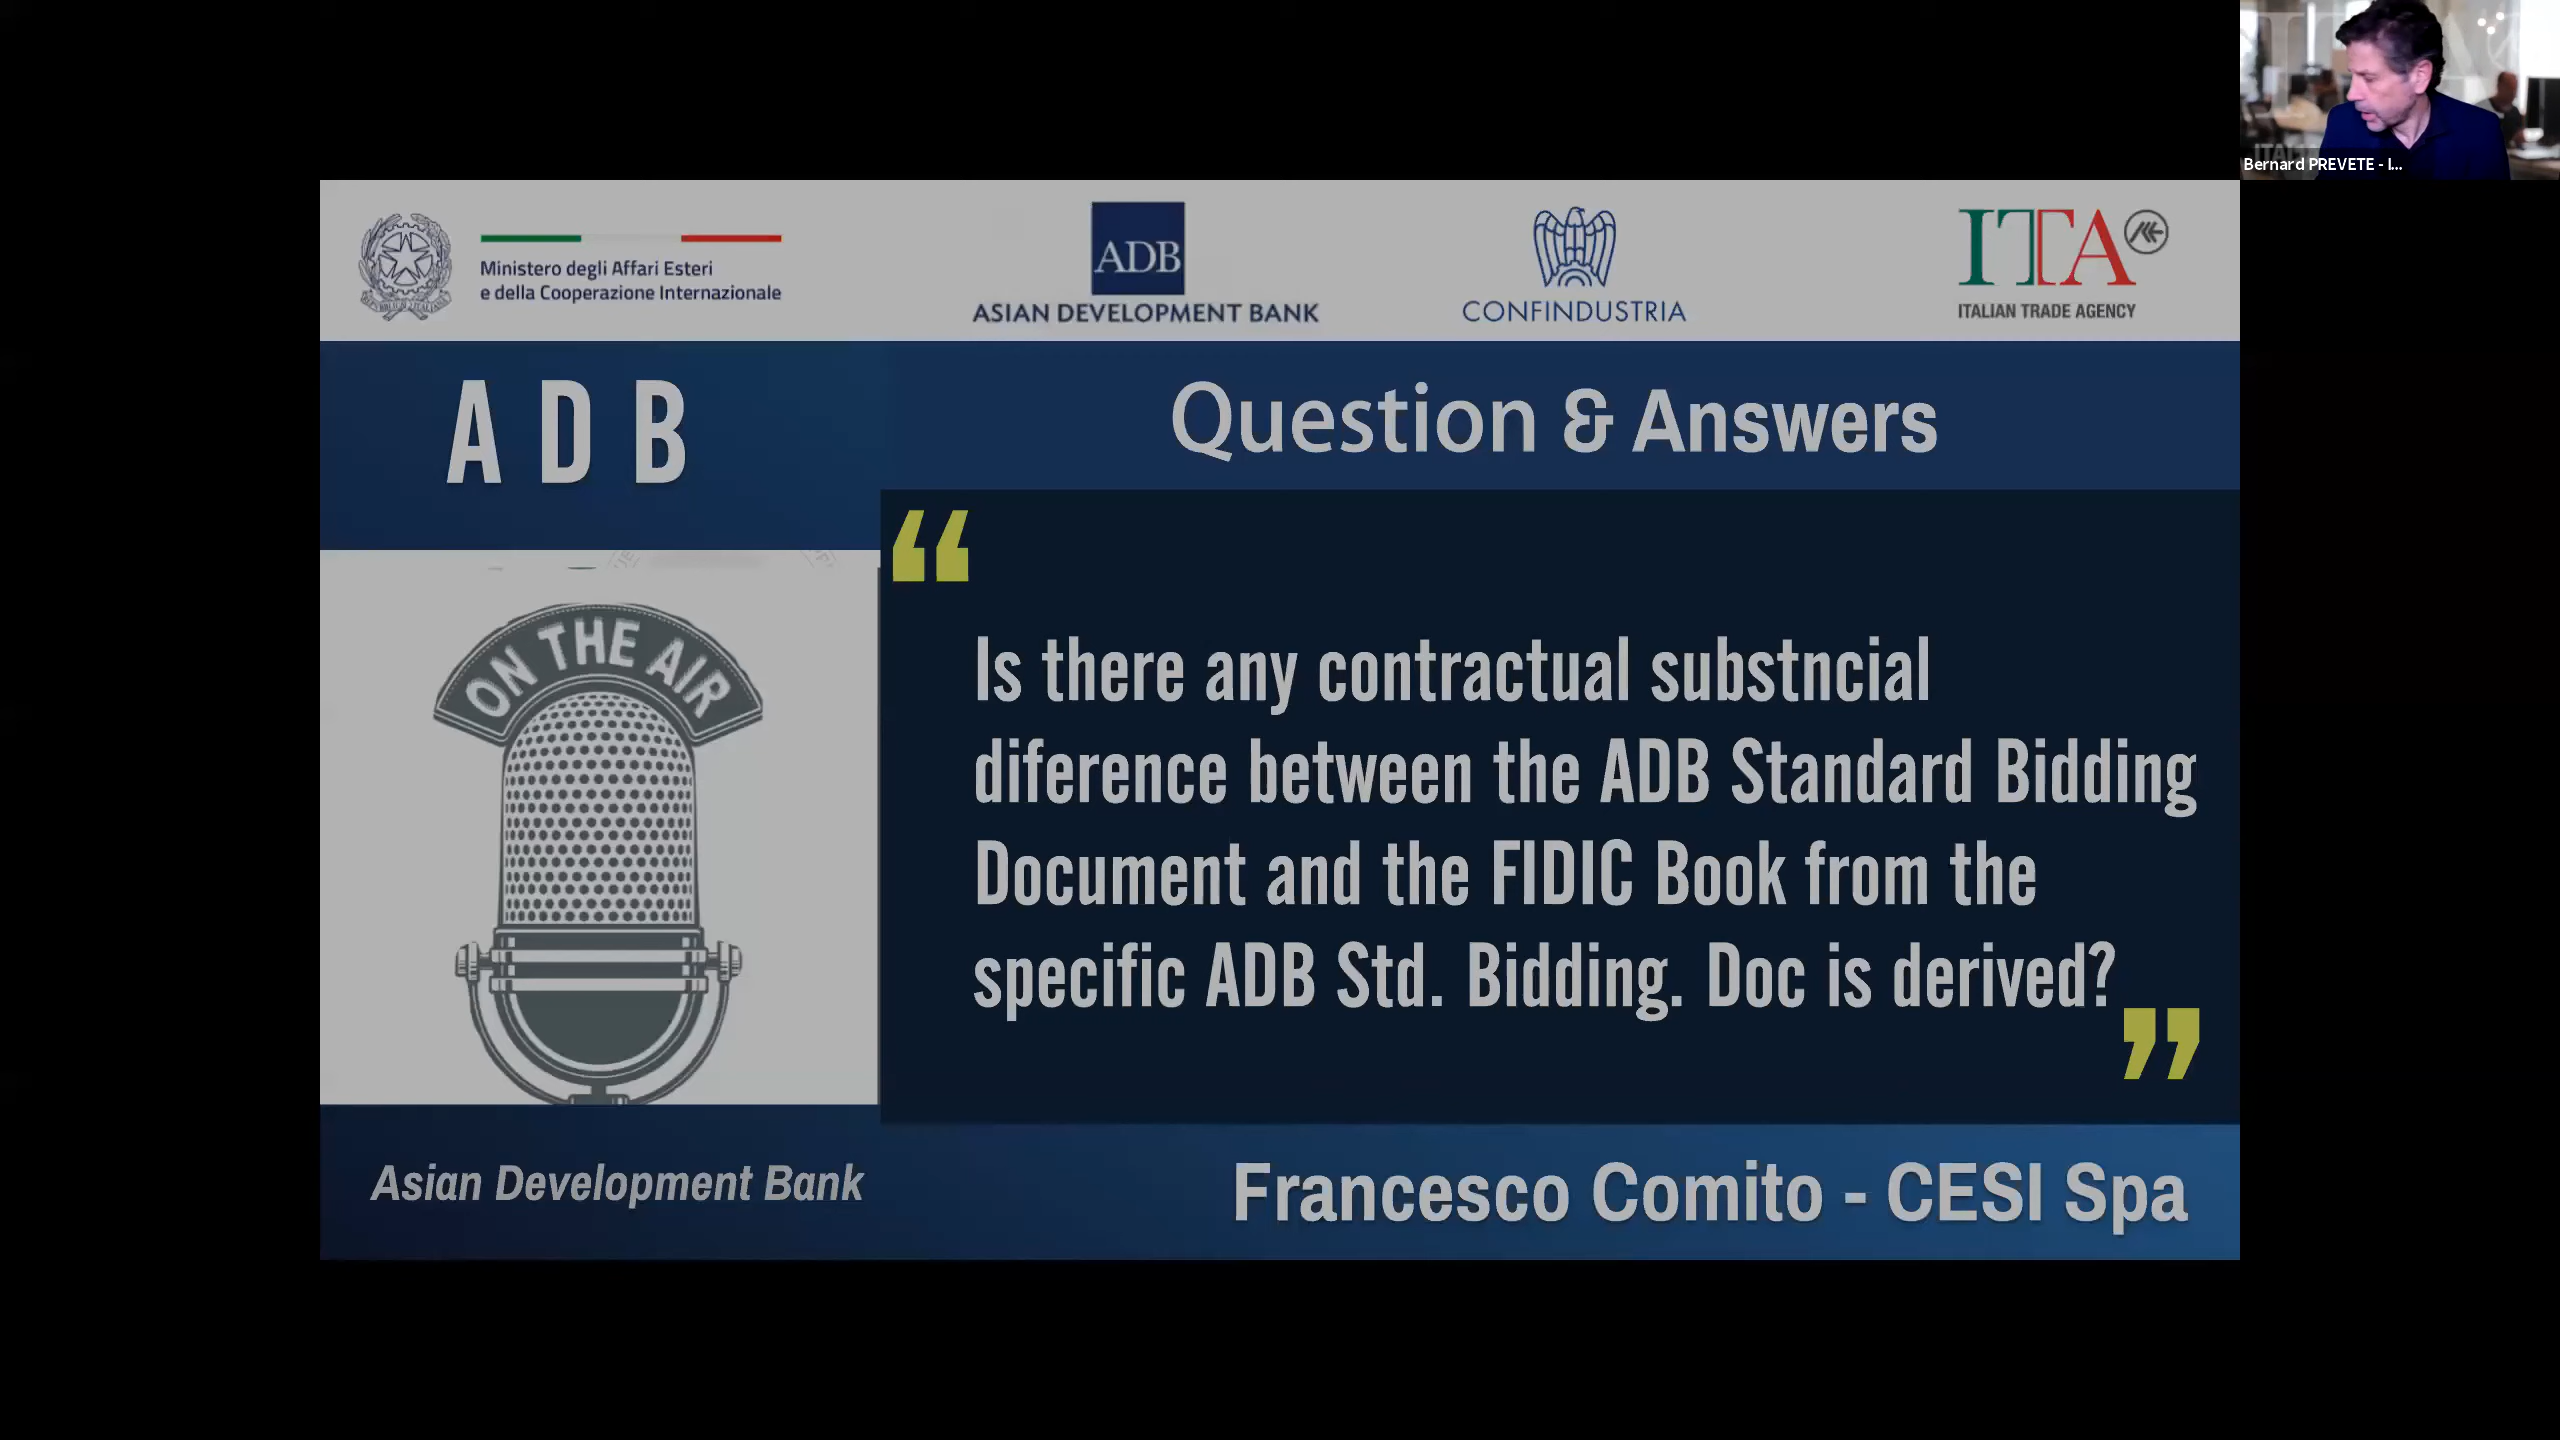 Bernard PREVETE - I...
Ministero degli Affari Esteri
e della Cooperazione Internazionale
ADB
ASIAN DEVELOPMENT BANK
CONFINDUSTRIA
ITA
ITALIAN TRADE AGENCY
ADB
Question & Answers
“
ON THE AIR
Is there any contractual substncial
diference between the ADB Standard Bidding
Document and the FIDIC Book from the
specific ADB Std. Bidding. Doc is derived?
”
Asian Development Bank
Francesco Comito - CESI Spa